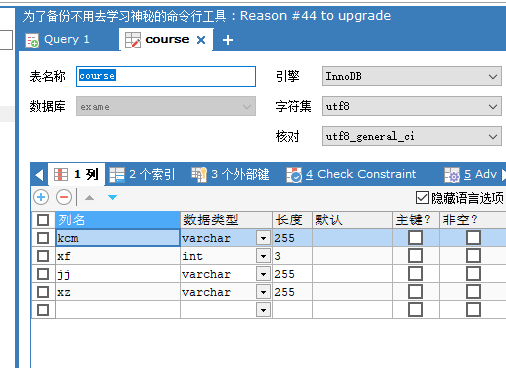 为了备份不用去学习神秘的命令行工具 : Reason #44 to upgrade
Query 1 course
表名称 course 引擎 InnoDB
数据库 exame 字符集 utf8
核对 utf8_general_ci
1 列 2 个索引 3 个外部键 4 Check Constraint 5 Adv
隐藏语言选项
列名 数据类型 长度 默认 主键? 非空?
kcm varchar 255
xf int 3
jj varchar 255
xz varchar 255